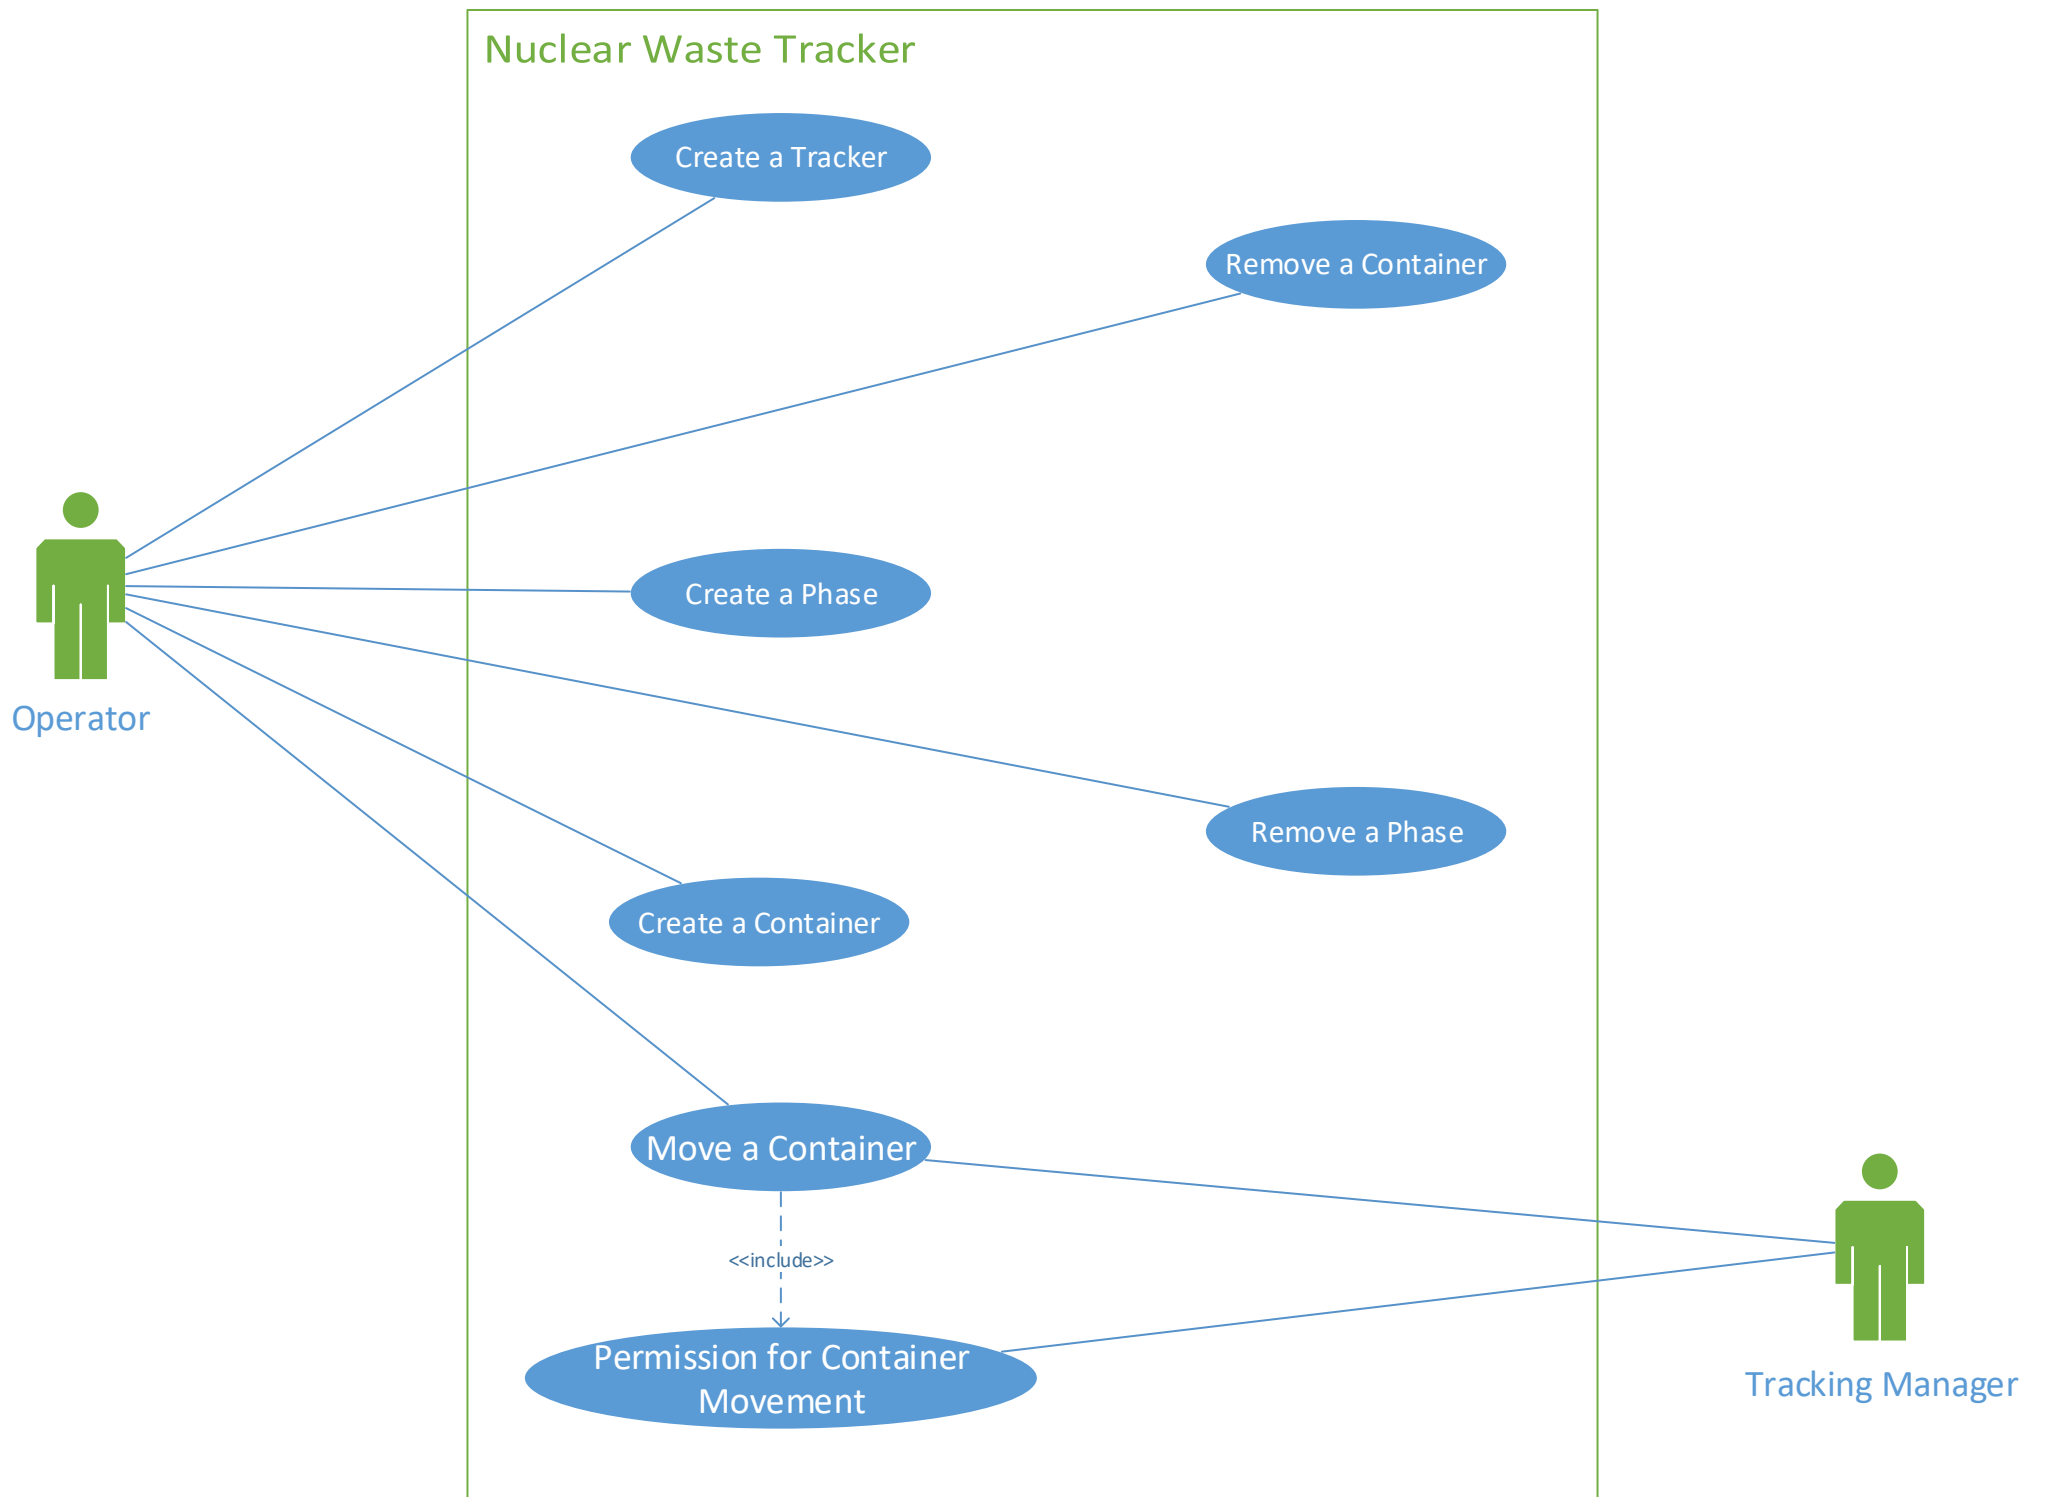 Nuclear Waste Tracker
Create a Tracker
Remove a Container
Create a Phase
Operator
Remove a Phase
Create a Container
Move a Container
<<include>>
Permission for Container
Movement
Tracking Manager